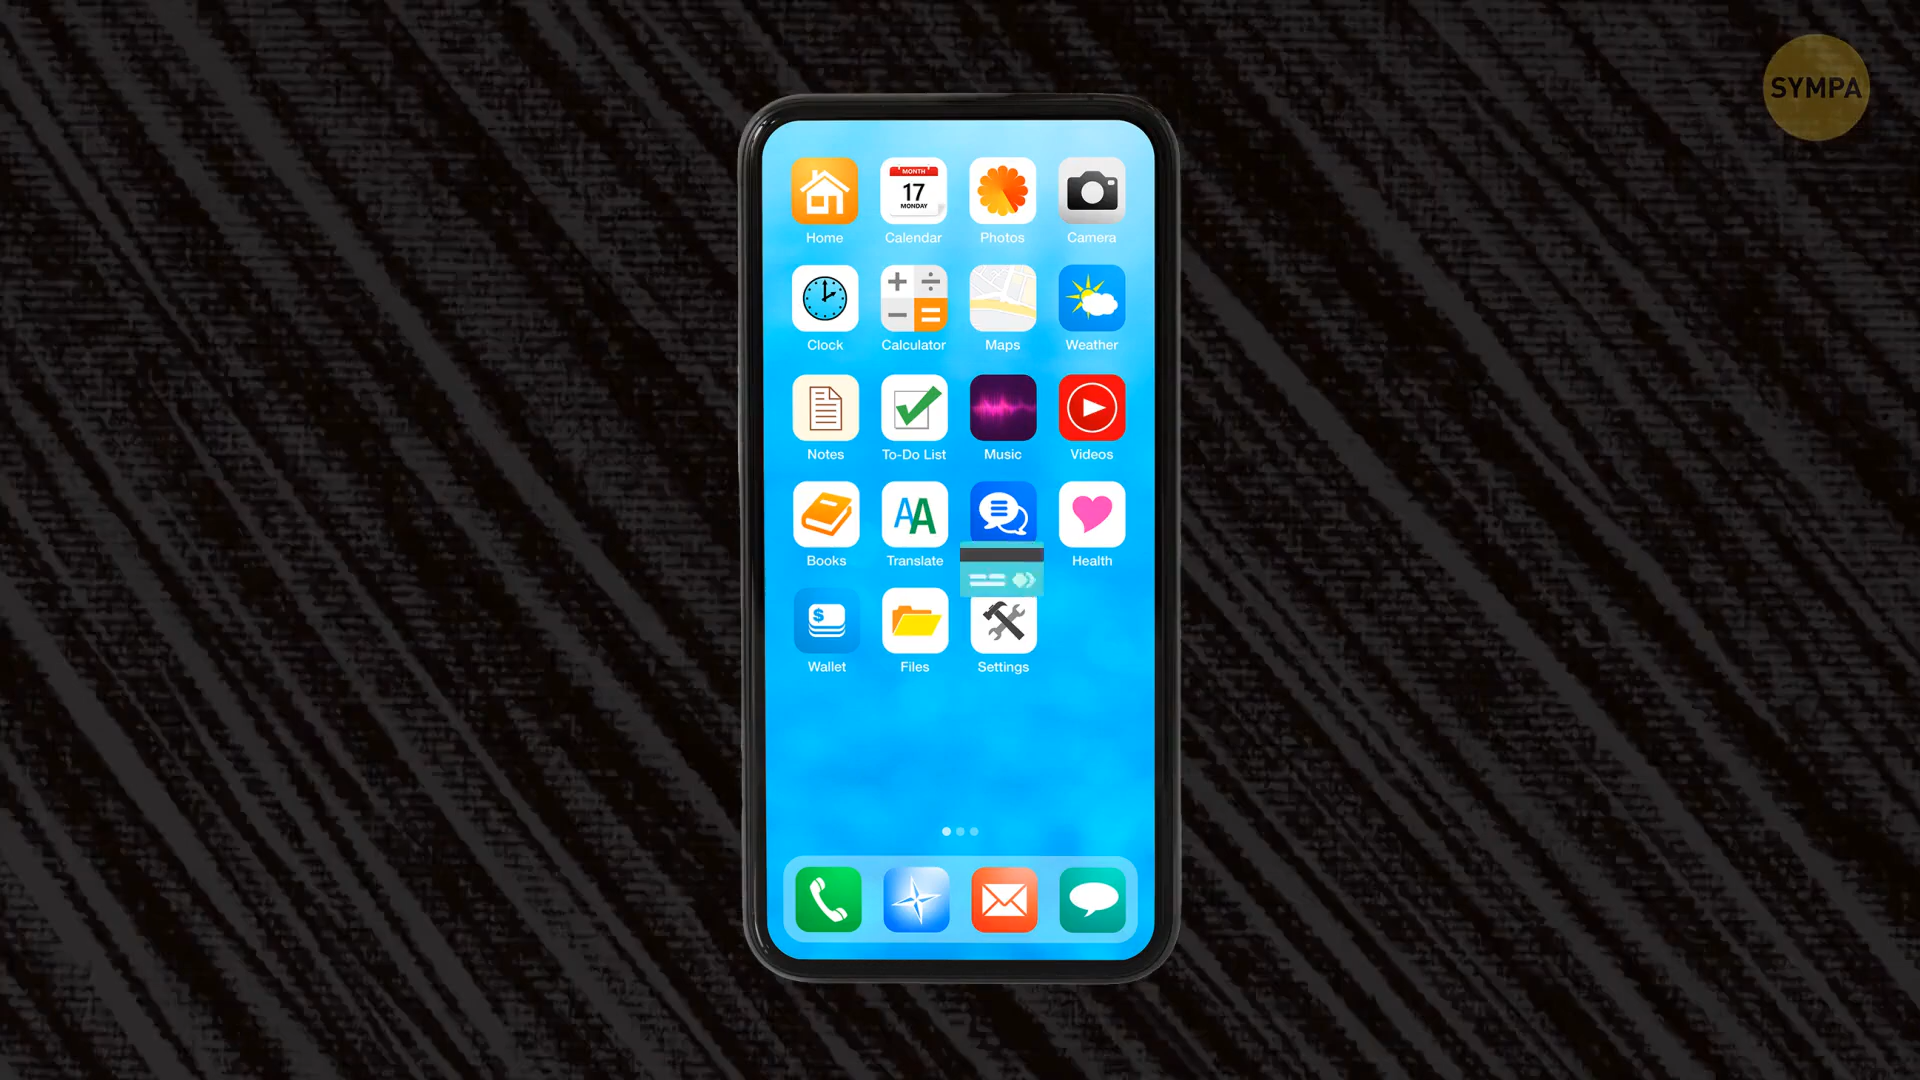 SYMPA
MONTH
17
MONDAY
Home
Calendar
Photos
Camera
Clock
Calculator
Maps
Weather
Notes
To-Do List
Music
Videos
AA
Books
Translate
Health
$
Wallet
Files
Settings